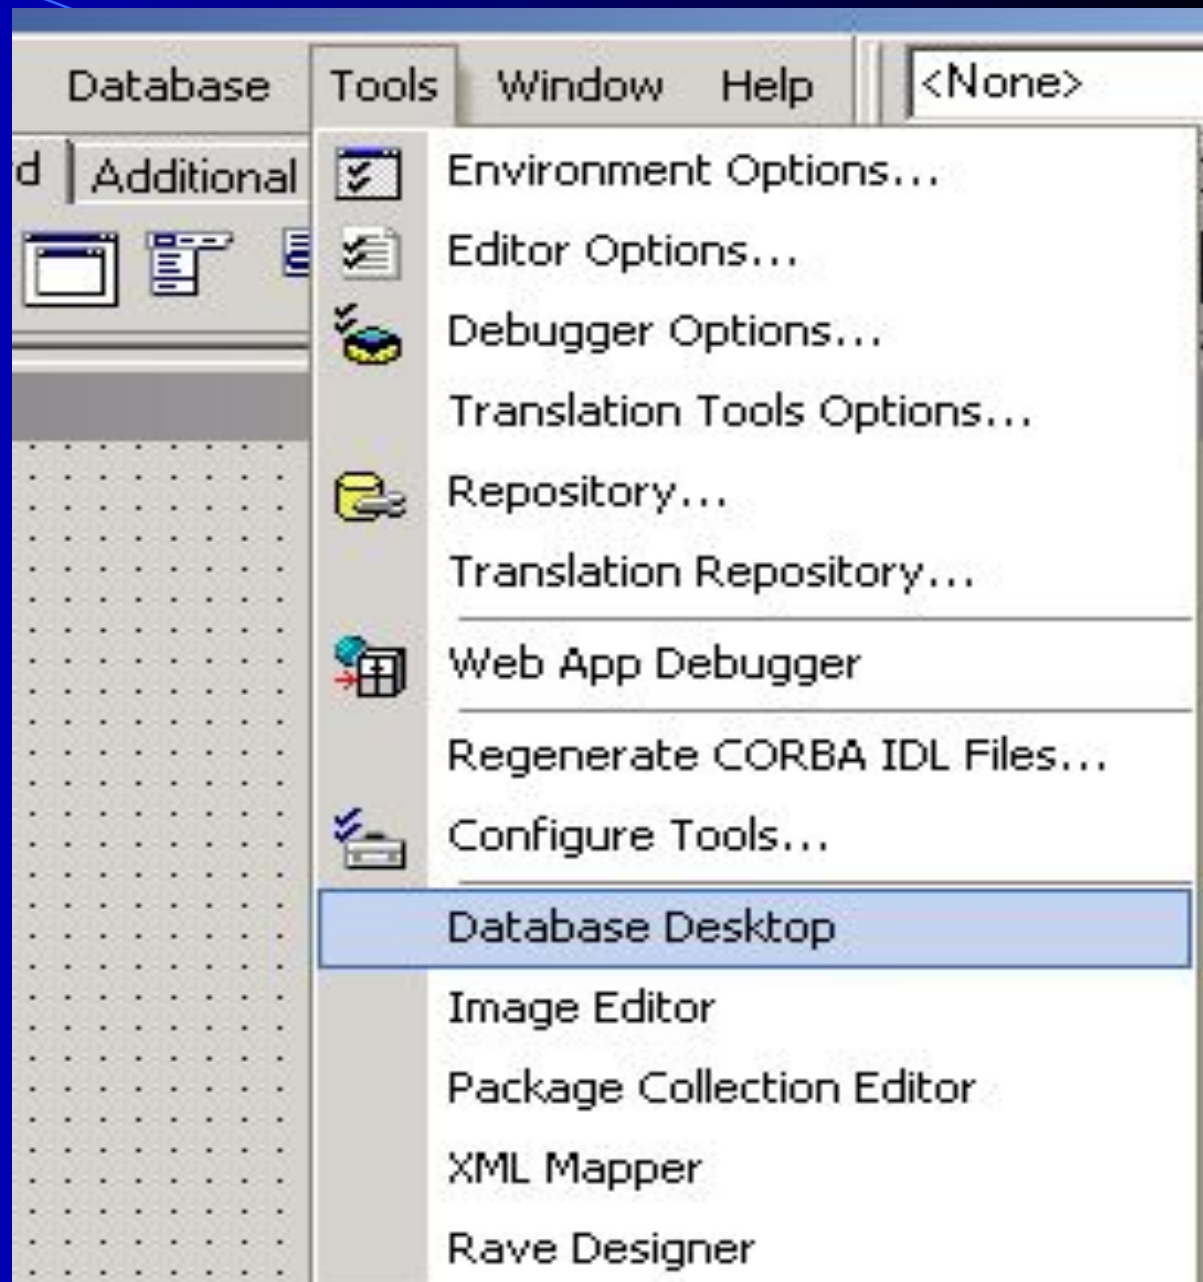 Database Tools Window Help <None>
d Additional
Environment Options...
Editor Options...
Debugger Options...
Translation Tools Options...
Repository...
Translation Repository...
Web App Debugger
Regenerate CORBA IDL Files...
Configure Tools...
Database Desktop
Image Editor
Package Collection Editor
XML Mapper
Rave Designer